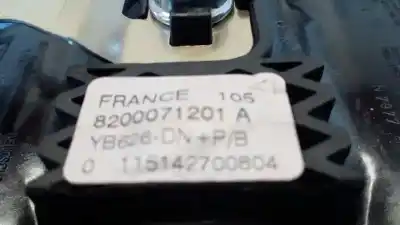 FRANCE 105
8200071201 A
YB626-DN +P/B
0 115142700804